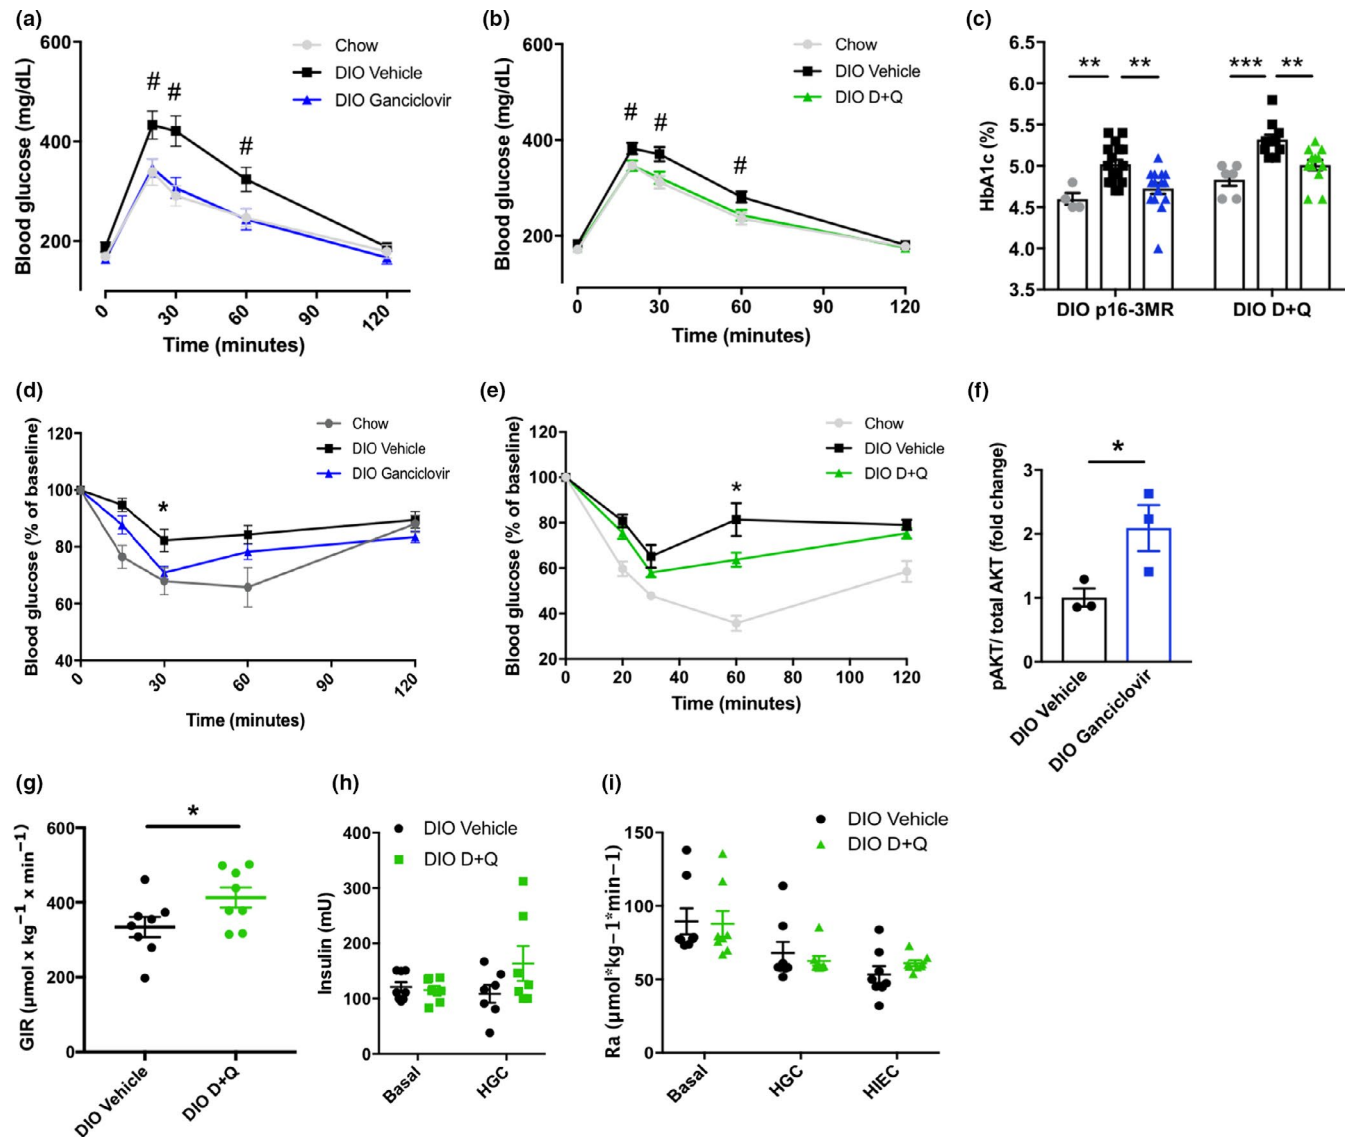 (a)
Blood glucose (mg/dL)
600
400
200
# # #
Chow
DIO Vehicle
DIO Ganciclovir
0 30 60 90 120
Time (minutes)
(b)
Blood glucose (mg/dL)
600
400
200
# # #
Chow
DIO Vehicle
DIO D+Q
0 30 60 90 120
Time (minutes)
(c)
HbA1c (%)
6.5
6.0
5.5
5.0
4.5
4.0
3.5
** ** *** **
DIO p16-3MR DIO D+Q
(d)
Blood glucose (% of baseline)
120
100
80
60
40
*
Chow
DIO Vehicle
DIO Ganciclovir
0 30 60 90 120
Time (minutes)
(e)
Blood glucose (% of baseline)
120
100
80
60
40
20
*
Chow
DIO Vehicle
DIO D+Q
0 20 40 60 80 100 120
Time (minutes)
(f)
pAKT/ total AKT (fold change)
3
2
1
0
*
DIO Vehicle
DIO Ganciclovir
(g)
GIR (µmol x kg⁻¹ x min⁻¹)
600
400
200
0
*
DIO Vehicle
DIO D+Q
(h)
Insulin (mU)
400
300
200
100
0
DIO Vehicle
DIO D+Q
Basal
HGC
(i)
Ra (µmol*kg−1*min−1)
150
100
50
0
DIO Vehicle
DIO D+Q
Basal
HGC
HIEC